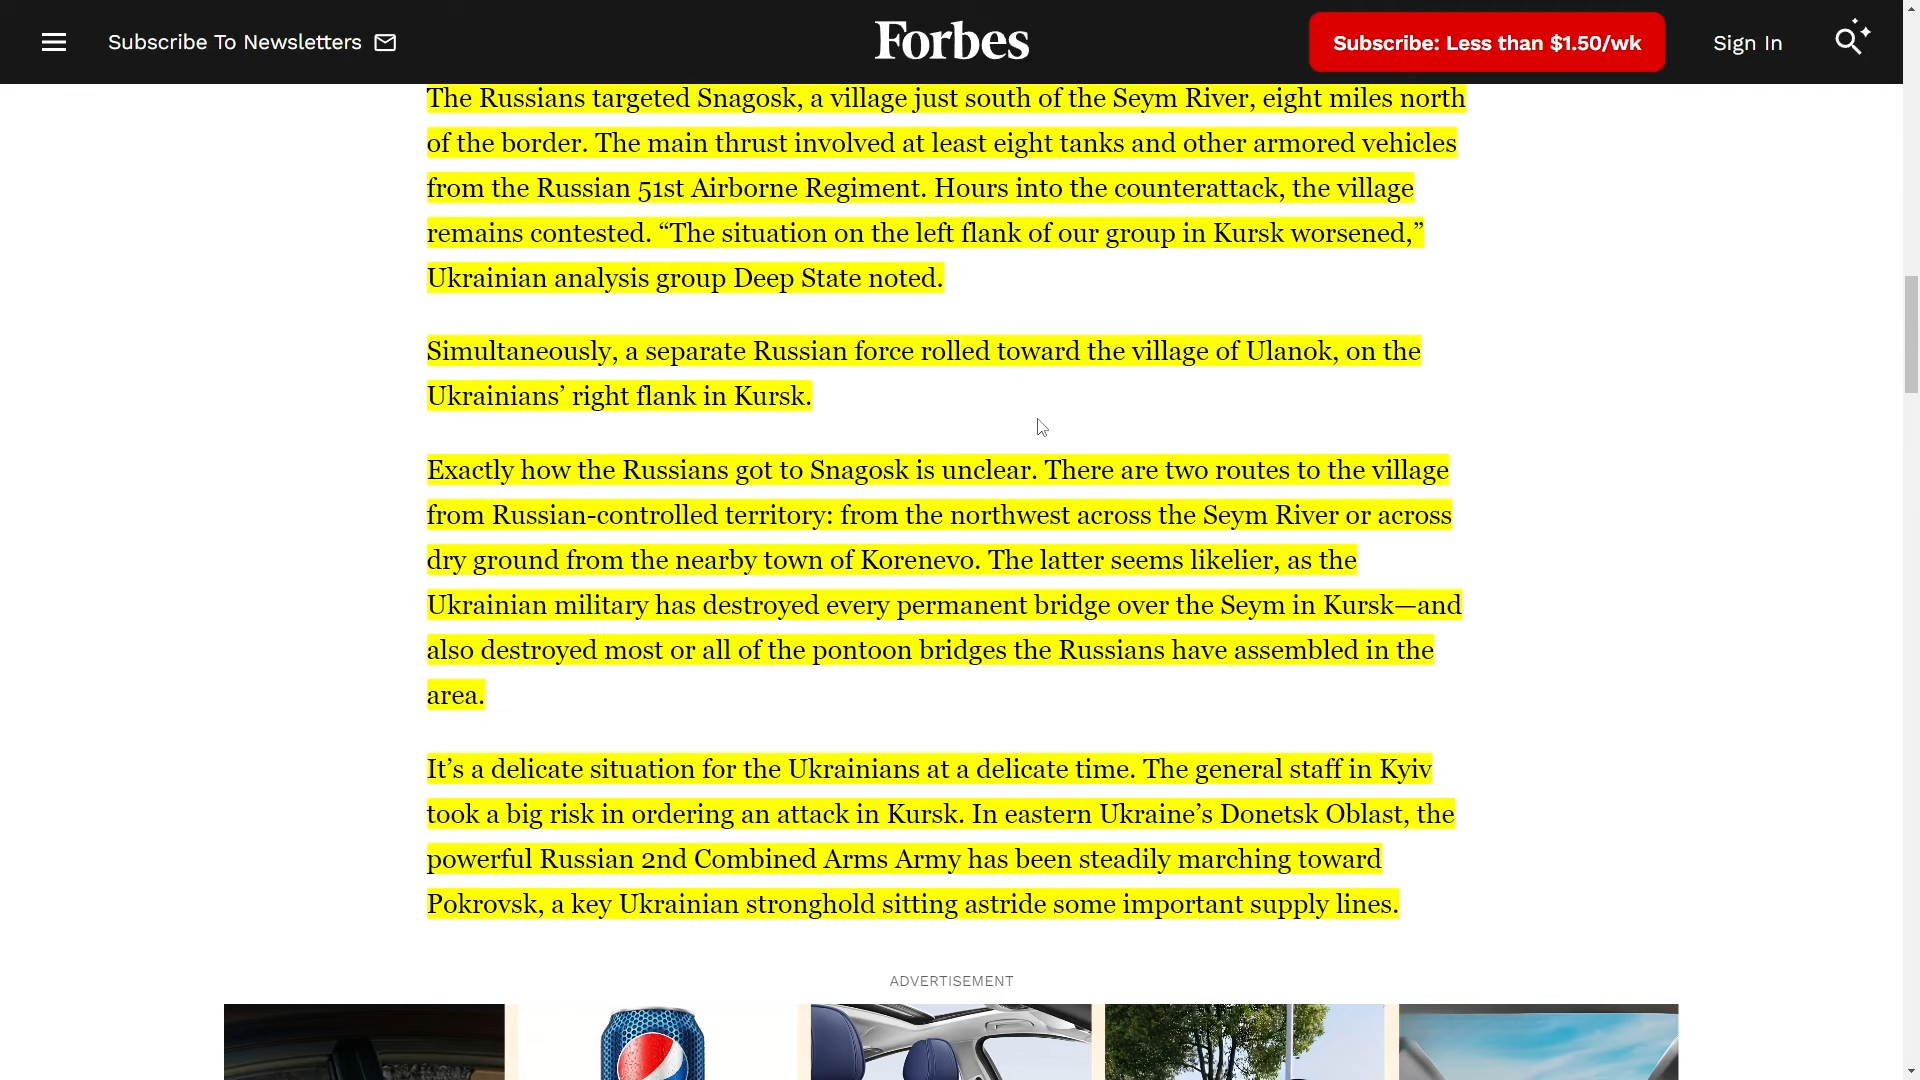 Subscribe To Newsletters
Forbes
Subscribe: Less than $1.50/wk
Sign In
The Russians targeted Snagosk, a village just south of the Seym River, eight miles north
of the border. The main thrust involved at least eight tanks and other armored vehicles
from the Russian 51st Airborne Regiment. Hours into the counterattack, the village
remains contested. “The situation on the left flank of our group in Kursk worsened,”
Ukrainian analysis group Deep State noted.
Simultaneously, a separate Russian force rolled toward the village of Ulanok, on the
Ukrainians’ right flank in Kursk.
Exactly how the Russians got to Snagosk is unclear. There are two routes to the village
from Russian-controlled territory: from the northwest across the Seym River or across
dry ground from the nearby town of Korenevo. The latter seems likelier, as the
Ukrainian military has destroyed every permanent bridge over the Seym in Kursk—and
also destroyed most or all of the pontoon bridges the Russians have assembled in the
area.
It’s a delicate situation for the Ukrainians at a delicate time. The general staff in Kyiv
took a big risk in ordering an attack in Kursk. In eastern Ukraine’s Donetsk Oblast, the
powerful Russian 2nd Combined Arms Army has been steadily marching toward
Pokrovsk, a key Ukrainian stronghold sitting astride some important supply lines.
ADVERTISEMENT